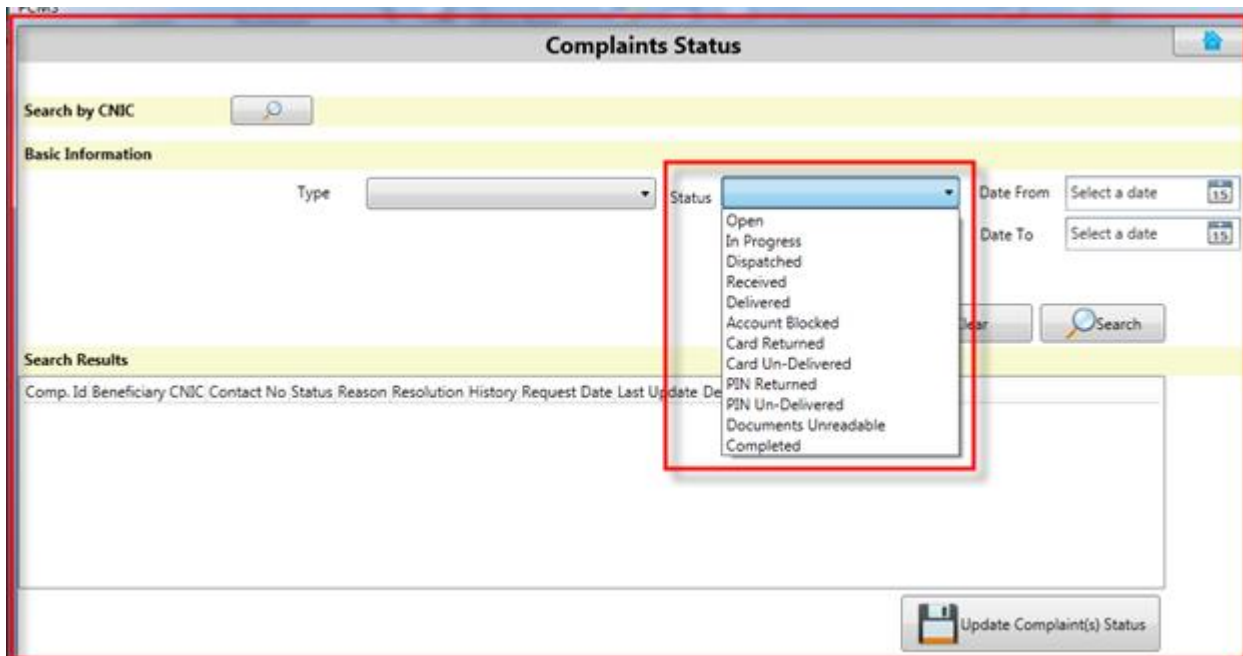 PCMS
Complaints Status
Search by CNIC
Basic Information
Type
Status
Date From Select a date 15
Date To Select a date 15
Open
In Progress
Dispatched
Received
Delivered
Account Blocked
Card Returned
Card Un-Delivered
PIN Returned
PIN Un-Delivered
Documents Unreadable
Completed
Search
Search Results
Comp. Id Beneficiary CNIC Contact No Status Reason Resolution History Request Date Last Update
Update Complaint(s) Status